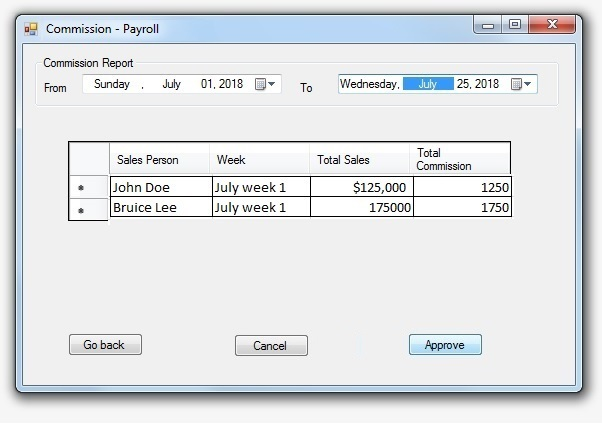 Commission - Payroll
Commission Report
From Sunday , July 01, 2018 To Wednesday, July 25, 2018
Sales Person Week Total Sales Total Commission
John Doe July week 1 $125,000 1250
Bruice Lee July week 1 175000 1750
Go back Cancel Approve